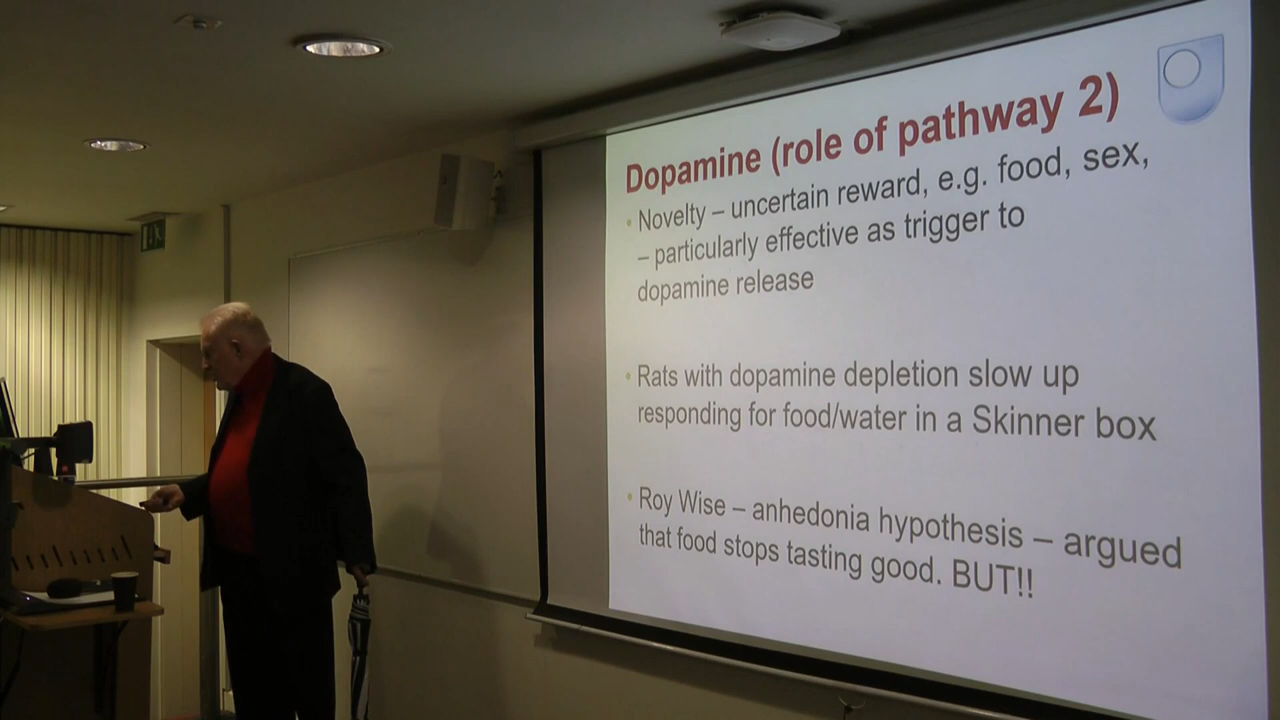 Dopamine (role of pathway 2)
• Novelty – uncertain reward, e.g. food, sex,
– particularly effective as trigger to
dopamine release
• Rats with dopamine depletion slow up
responding for food/water in a Skinner box
• Roy Wise – anhedonia hypothesis – argued
that food stops tasting good. BUT!!